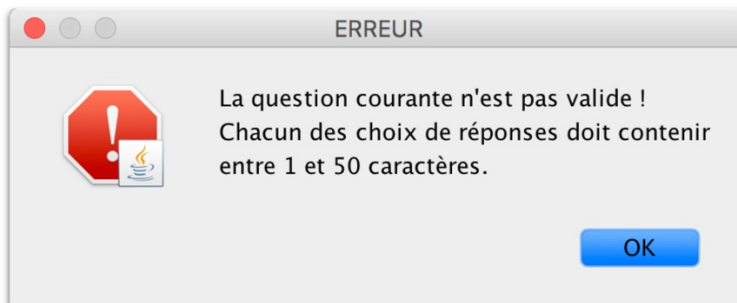 ERREUR
La question courante n'est pas valide !
Chacun des choix de réponses doit contenir
entre 1 et 50 caractères.
OK